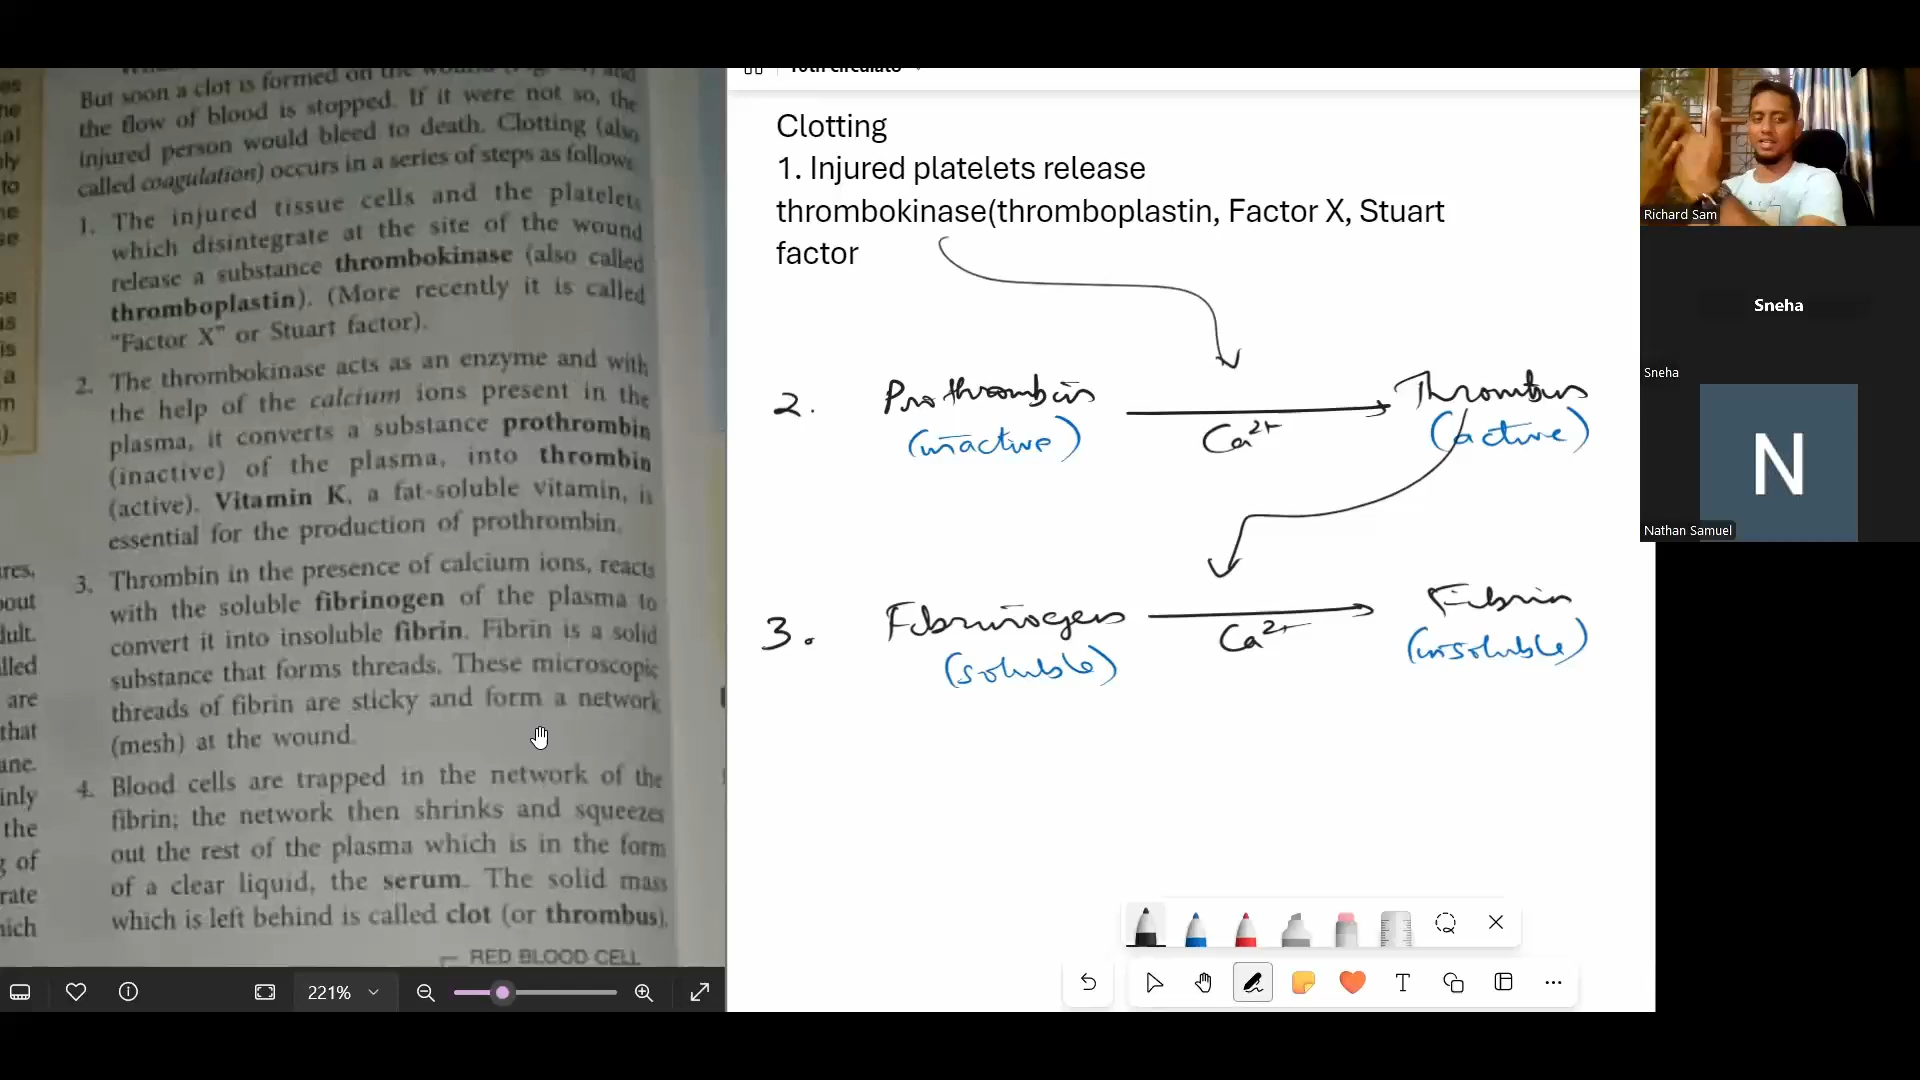 But soon a clot is formed on the
the flow of blood is stopped. If it were not so, the
injured person would bleed to death. Clotting (also
called coagulation) occurs in a series of steps as follows
1. The injured tissue cells and the platelets
which disintegrate at the site of the wound
release a substance thrombokinase (also called
thromboplastin). (More recently it is called
"Factor X" or Stuart factor).
2. The thrombokinase acts as an enzyme and with
the help of the calcium ions present in the
plasma, it converts a substance prothrombin
(inactive) of the plasma, into thrombin
(active). Vitamin K, a fat-soluble vitamin, is
essential for the production of prothrombin.
3. Thrombin in the presence of calcium ions, reacts
with the soluble fibrinogen of the plasma to
convert it into insoluble fibrin. Fibrin is a solid
substance that forms threads. These microscopic
threads of fibrin are sticky and form a network
(mesh) at the wound.
4. Blood cells are trapped in the network of the
fibrin; the network then shrinks and squeezes
out the rest of the plasma which is in the form
of a clear liquid, the serum. The solid mass
which is left behind is called clot (or thrombus).
RED BLOOD CELL
221%
Clotting
1. Injured platelets release
thrombokinase(thromboplastin, Factor X, Stuart
factor
2. Prothrombin Thrombus
(inactive) Ca2+ (active)
3. Fibrinogen Fibrin
(soluble) Ca2+ (insoluble)
T
Richard Sam
Sneha
Sneha
N
Nathan Samuel